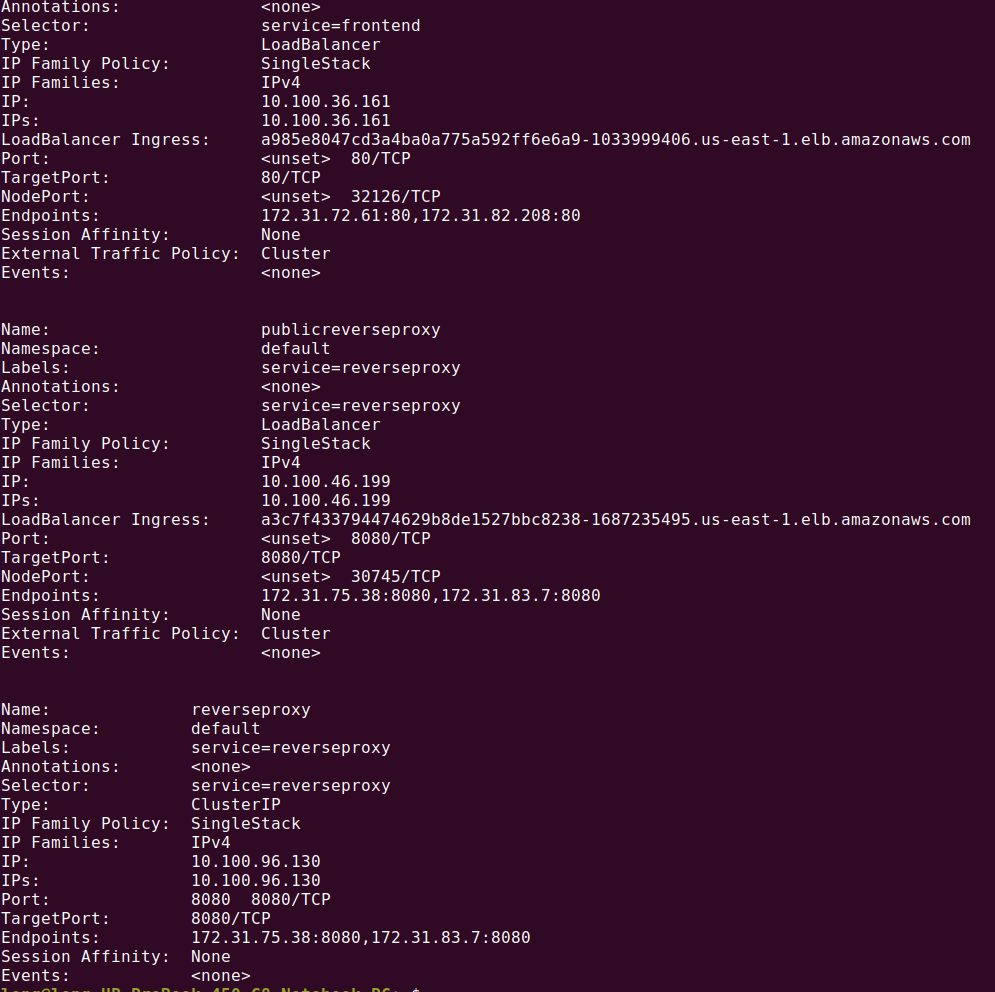 Annotations:              <none>
Selector:                 service=frontend
Type:                     LoadBalancer
IP Family Policy:         SingleStack
IP Families:              IPv4
IP:                       10.100.36.161
IPs:                      10.100.36.161
LoadBalancer Ingress:     a985e8047cd3a4ba0a775a592ff6e6a9-1033999406.us-east-1.elb.amazonaws.com
Port:                     <unset>  80/TCP
TargetPort:               80/TCP
NodePort:                 <unset>  32126/TCP
Endpoints:                172.31.72.61:80,172.31.82.208:80
Session Affinity:         None
External Traffic Policy:  Cluster
Events:                   <none>

Name:                     publicreverseproxy
Namespace:                default
Labels:                   service=reverseproxy
Annotations:              <none>
Selector:                 service=reverseproxy
Type:                     LoadBalancer
IP Family Policy:         SingleStack
IP Families:              IPv4
IP:                       10.100.46.199
IPs:                      10.100.46.199
LoadBalancer Ingress:     a3c7f433794474629b8de1527bbc8238-1687235495.us-east-1.elb.amazonaws.com
Port:                     <unset>  8080/TCP
TargetPort:               8080/TCP
NodePort:                 <unset>  30745/TCP
Endpoints:                172.31.75.38:8080,172.31.83.7:8080
Session Affinity:         None
External Traffic Policy:  Cluster
Events:                   <none>

Name:              reverseproxy
Namespace:         default
Labels:            service=reverseproxy
Annotations:       <none>
Selector:          service=reverseproxy
Type:              ClusterIP
IP Family Policy:  SingleStack
IP Families:       IPv4
IP:                10.100.96.130
IPs:               10.100.96.130
Port:              8080  8080/TCP
TargetPort:        8080/TCP
Endpoints:         172.31.75.38:8080,172.31.83.7:8080
Session Affinity:  None
Events:            <none>